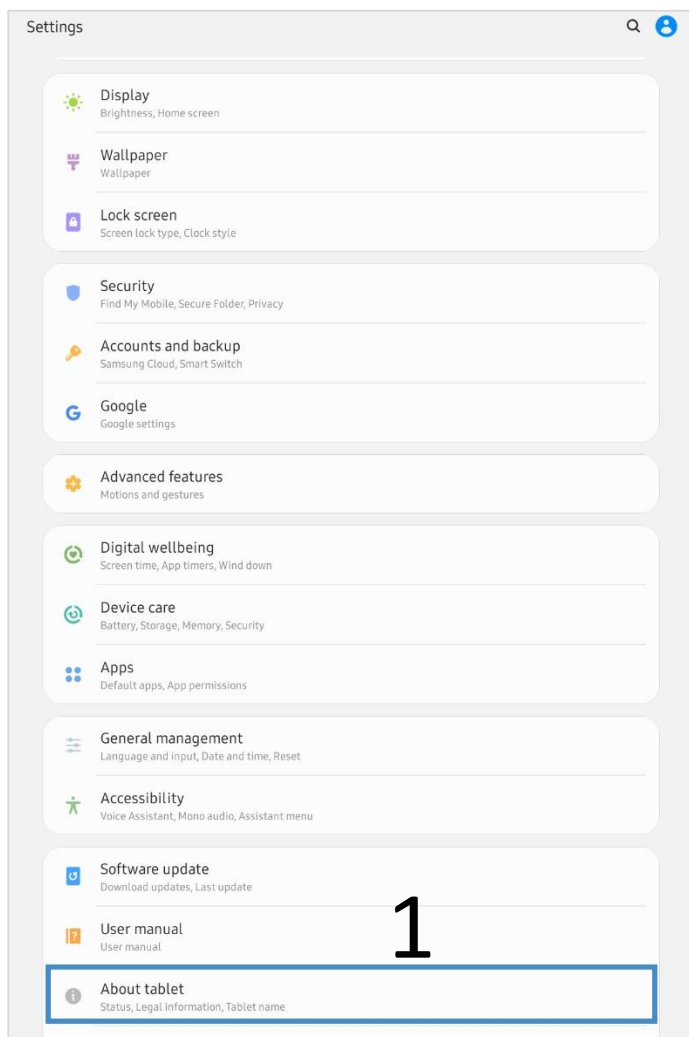 Settings
Display
Brightness, Home screen
Wallpaper
Wallpaper
Lock screen
Screen lock type, Clock style
Security
Find My Mobile, Secure Folder, Privacy
Accounts and backup
Samsung Cloud, Smart Switch
Google
Google settings
Advanced features
Motions and gestures
Digital wellbeing
Screen time, App timers, Wind down
Device care
Battery, Storage, Memory, Security
Apps
Default apps, App permissions
General management
Language and input, Date and time, Reset
Accessibility
Voice Assistant, Mono audio, Assistant menu
Software update
Download updates, Last update
User manual
User manual
1
About tablet
Status, Legal information, Tablet name